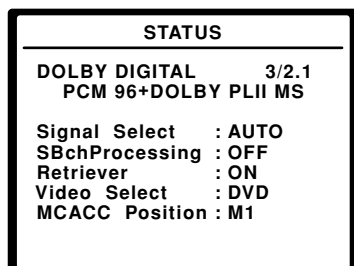 STATUS
DOLBY DIGITAL 3/2.1
PCM 96+DOLBY PLII MS
Signal Select : AUTO
SBchProcessing : OFF
Retriever : ON
Video Select : DVD
MCACC Position : M1